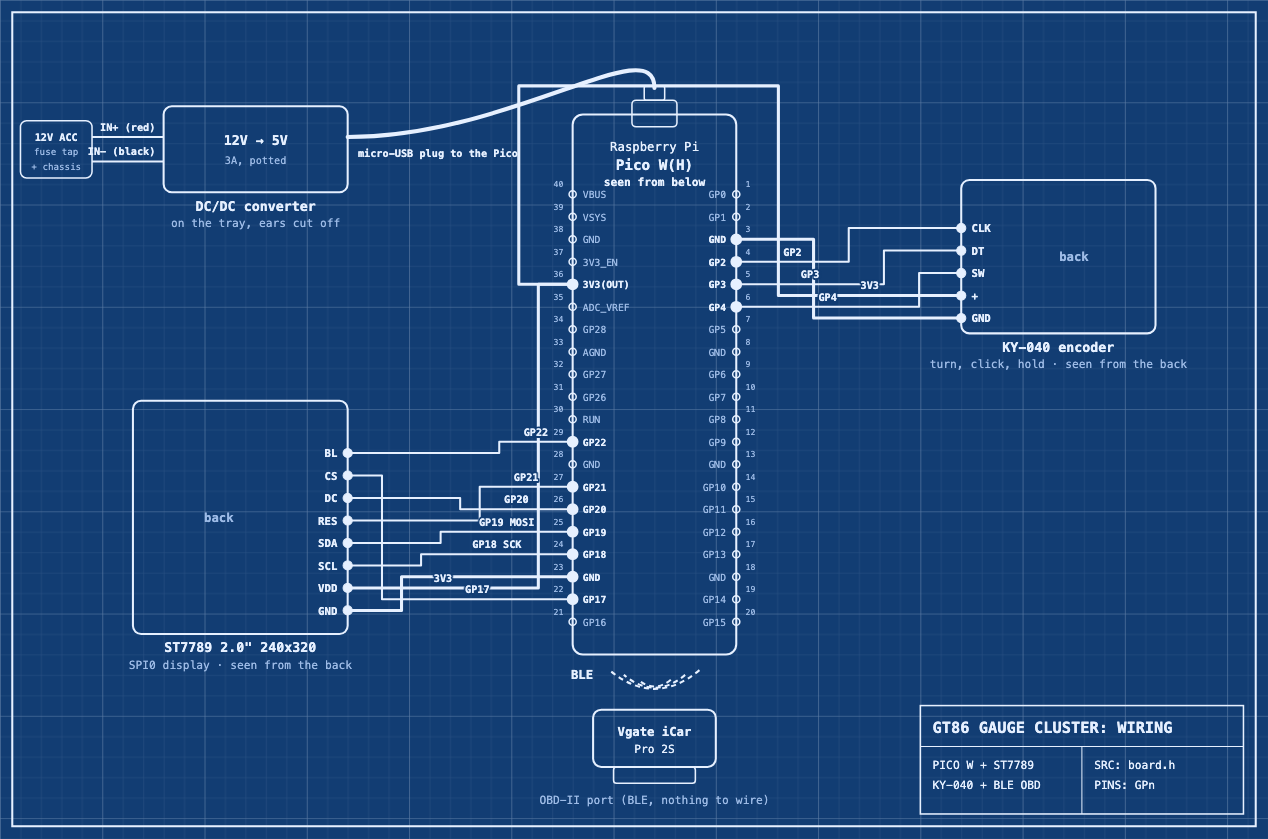 12V ACC
fuse tap
+ chassis
IN+ (red)
IN− (black)
12V → 5V
3A, potted
DC/DC converter
on the tray, ears cut off
micro−USB plug to the Pico
Raspberry Pi
Pico W(H)
seen from below
40 VBUS GP0 1
39 VSYS GP1 2
38 GND GND 3
37 3V3_EN GP2 4
36 3V3(OUT) GP3 5
35 ADC_VREF GP4 6
34 GP28 GP5 7
33 AGND GND 8
32 GP27 GP6 9
31 GP26 GP7 10
30 RUN GP8 11
29 GP22 GP9 12
28 GND GND 13
27 GP21 GP10 14
26 GP20 GP11 15
25 GP19 GP12 16
24 GP18 GP13 17
23 GND GND 18
22 GP17 GP14 19
21 GP16 GP15 20
GP2
GP3
3V3
GP4
CLK
DT
SW
+
GND
back
KY−040 encoder
turn, click, hold · seen from the back
GP22
GP21
GP20
GP19 MOSI
GP18 SCK
3V3
GP17
BL
CS
DC
RES
SDA
SCL
VDD
GND
back
ST7789 2.0" 240x320
SPI0 display · seen from the back
BLE
Vgate iCar
Pro 2S
OBD−II port (BLE, nothing to wire)
GT86 GAUGE CLUSTER: WIRING
PICO W + ST7789
KY−040 + BLE OBD
SRC: board.h
PINS: GPn